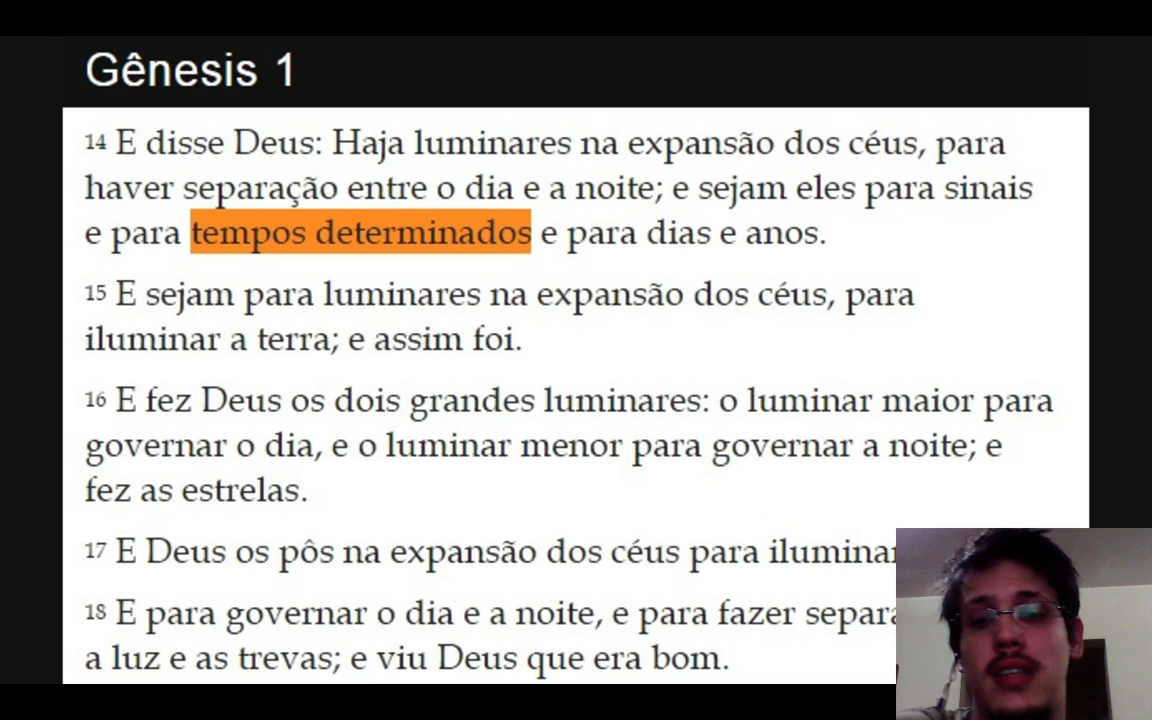 Gênesis 1
14 E disse Deus: Haja luminares na expansão dos céus, para
haver separação entre o dia e a noite; e sejam eles para sinais
e para tempos determinados e para dias e anos.
15 E sejam para luminares na expansão dos céus, para
iluminar a terra; e assim foi.
16 E fez Deus os dois grandes luminares: o luminar maior para
governar o dia, e o luminar menor para governar a noite; e
fez as estrelas.
17 E Deus os pôs na expansão dos céus para
18 E para governar o dia e a noite, e para fazer
a luz e as trevas; e viu Deus que era bom.